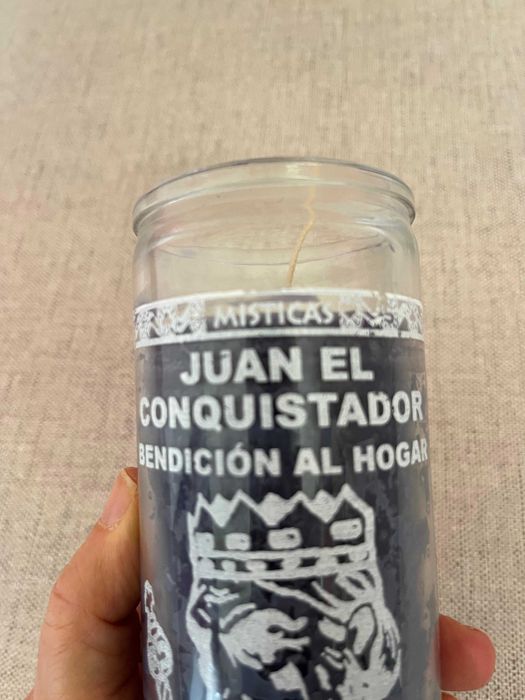 MISTICAS
JUAN EL
CONQUISTADOR
BENDICIÓN AL HOGAR